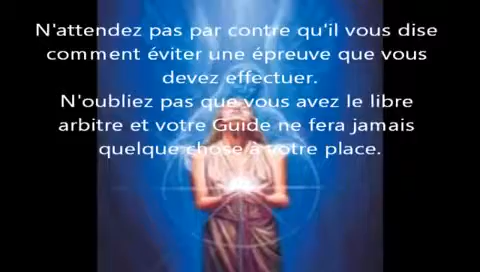 N'attendez pas par contre qu'il vous dise
comment éviter une épreuve que vous
devez effectuer.
N'oubliez pas que vous avez le libre
arbitre et votre Guide ne fera jamais
quelque chose à votre place.